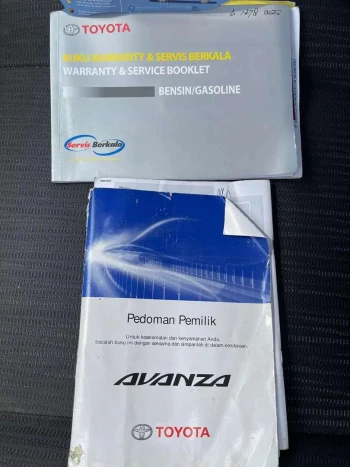 TOYOTA
BUKU WARRANTY & SERVIS BERKALA
WARRANTY & SERVICE BOOKLET
BENSIN/GASOLINE
Servis Berkala
Pedoman Pemilik
Untuk keselamatan dan kenyamanan Anda,
bacalah buku ini dengan seksama dan simpanlah di dalam kendaraan.
AVANZA
TOYOTA